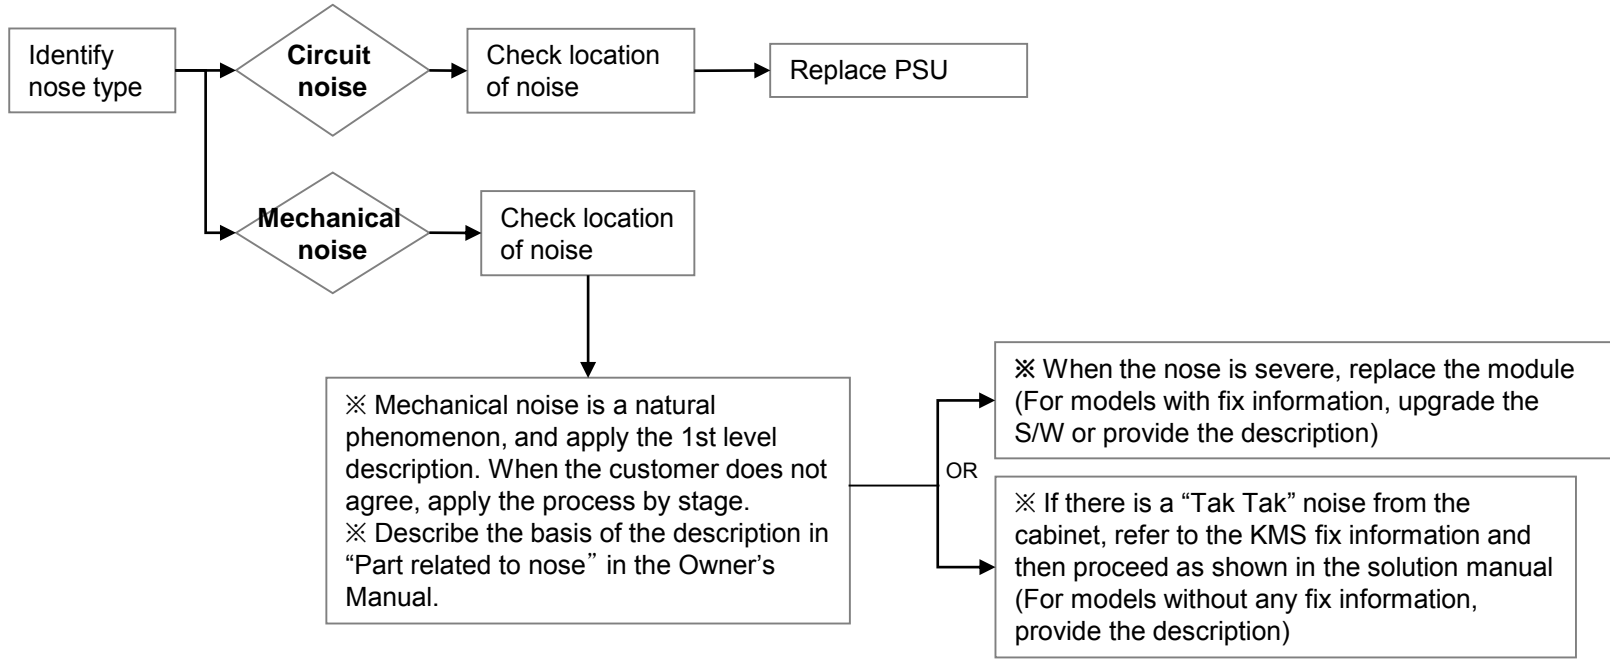 Identify
nose type
Circuit
noise
Check location
of noise
Replace PSU
Mechanical
noise
Check location
of noise
※ Mechanical noise is a natural
phenomenon, and apply the 1st level
description. When the customer does not
agree, apply the process by stage.
※ Describe the basis of the description in
“Part related to nose” in the Owner’s
Manual.
OR
※ When the nose is severe, replace the module
(For models with fix information, upgrade the
S/W or provide the description)
※ If there is a “Tak Tak” noise from the
cabinet, refer to the KMS fix information and
then proceed as shown in the solution manual
(For models without any fix information,
provide the description)